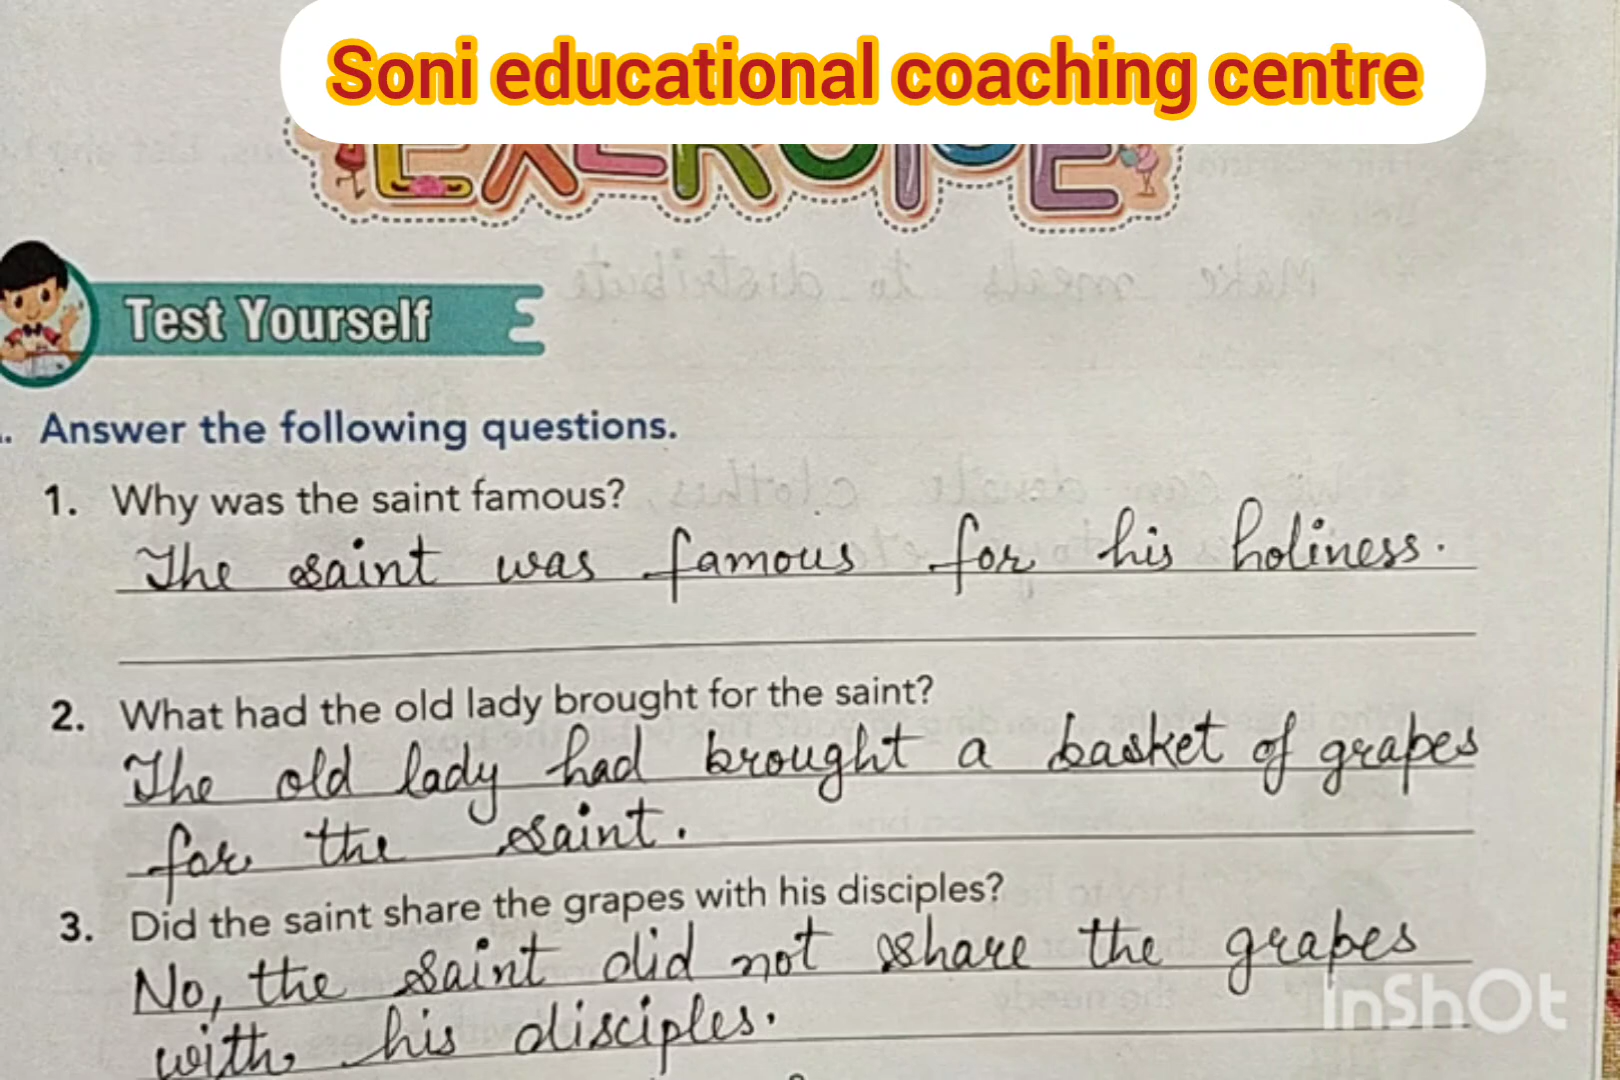 Soni educational coaching centre
EXERCISE
Test Yourself
Answer the following questions.
1. Why was the saint famous?
The saint was famous for his holiness.
2. What had the old lady brought for the saint?
The old lady had brought a basket of grapes
for the saint.
3. Did the saint share the grapes with his disciples?
No, the saint did not share the grapes
with his disciples.
InShOt